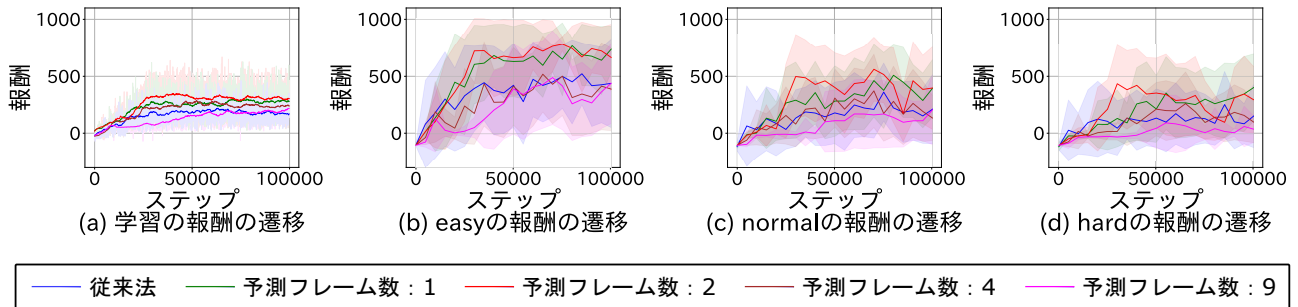 1000
500
0
報酬
0
50000
100000
ステップ
(a) 学習の報酬の遷移
1000
500
0
報酬
0
50000
100000
ステップ
(b) easyの報酬の遷移
1000
500
0
報酬
0
50000
100000
ステップ
(c) normalの報酬の遷移
1000
500
0
報酬
0
50000
100000
ステップ
(d) hardの報酬の遷移
従来法
予測フレーム数：1
予測フレーム数：2
予測フレーム数：4
予測フレーム数：9